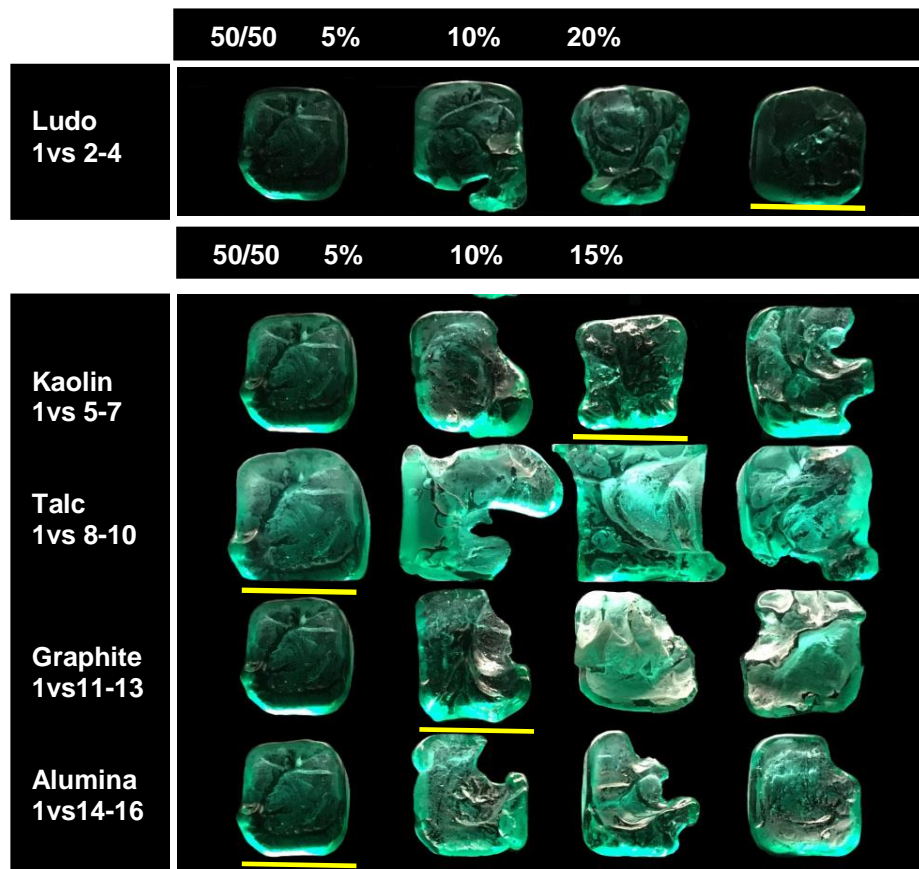 50/50 5% 10% 20%
Ludo
1vs 2-4
50/50 5% 10% 15%
Kaolin
1vs 5-7
Talc
1vs 8-10
Graphite
1vs11-13
Alumina
1vs14-16